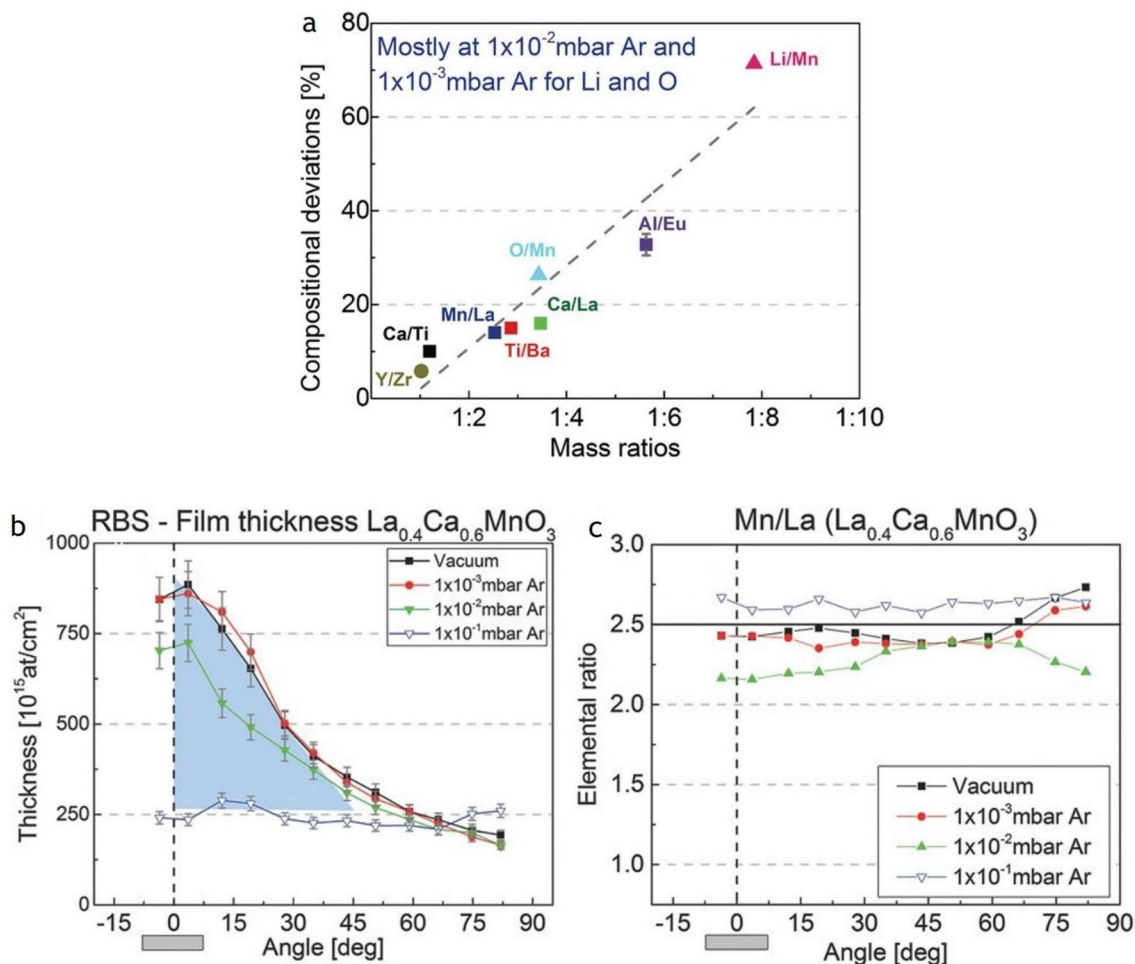 a
80
60
40
20
0
Compositional deviations [%]
Mostly at 1x10⁻²mbar Ar and
1x10⁻³mbar Ar for Li and O
Li/Mn
Al/Eu
O/Mn
Ca/La
Mn/La
Ti/Ba
Ca/Ti
Y/Zr
1:2 1:4 1:6 1:8 1:10
Mass ratios
b
RBS - Film thickness La₀.₄Ca₀.₆MnO₃
1000
750
500
250
0
Thickness [10¹⁵at/cm²]
Vacuum
1x10⁻³mbar Ar
1x10⁻²mbar Ar
1x10⁻¹mbar Ar
-15 0 15 30 45 60 75 90
Angle [deg]
c
Mn/La (La₀.₄Ca₀.₆MnO₃)
3.0
2.5
2.0
1.5
1.0
Elemental ratio
Vacuum
1x10⁻³mbar Ar
1x10⁻²mbar Ar
1x10⁻¹mbar Ar
-15 0 15 30 45 60 75 90
Angle [deg]